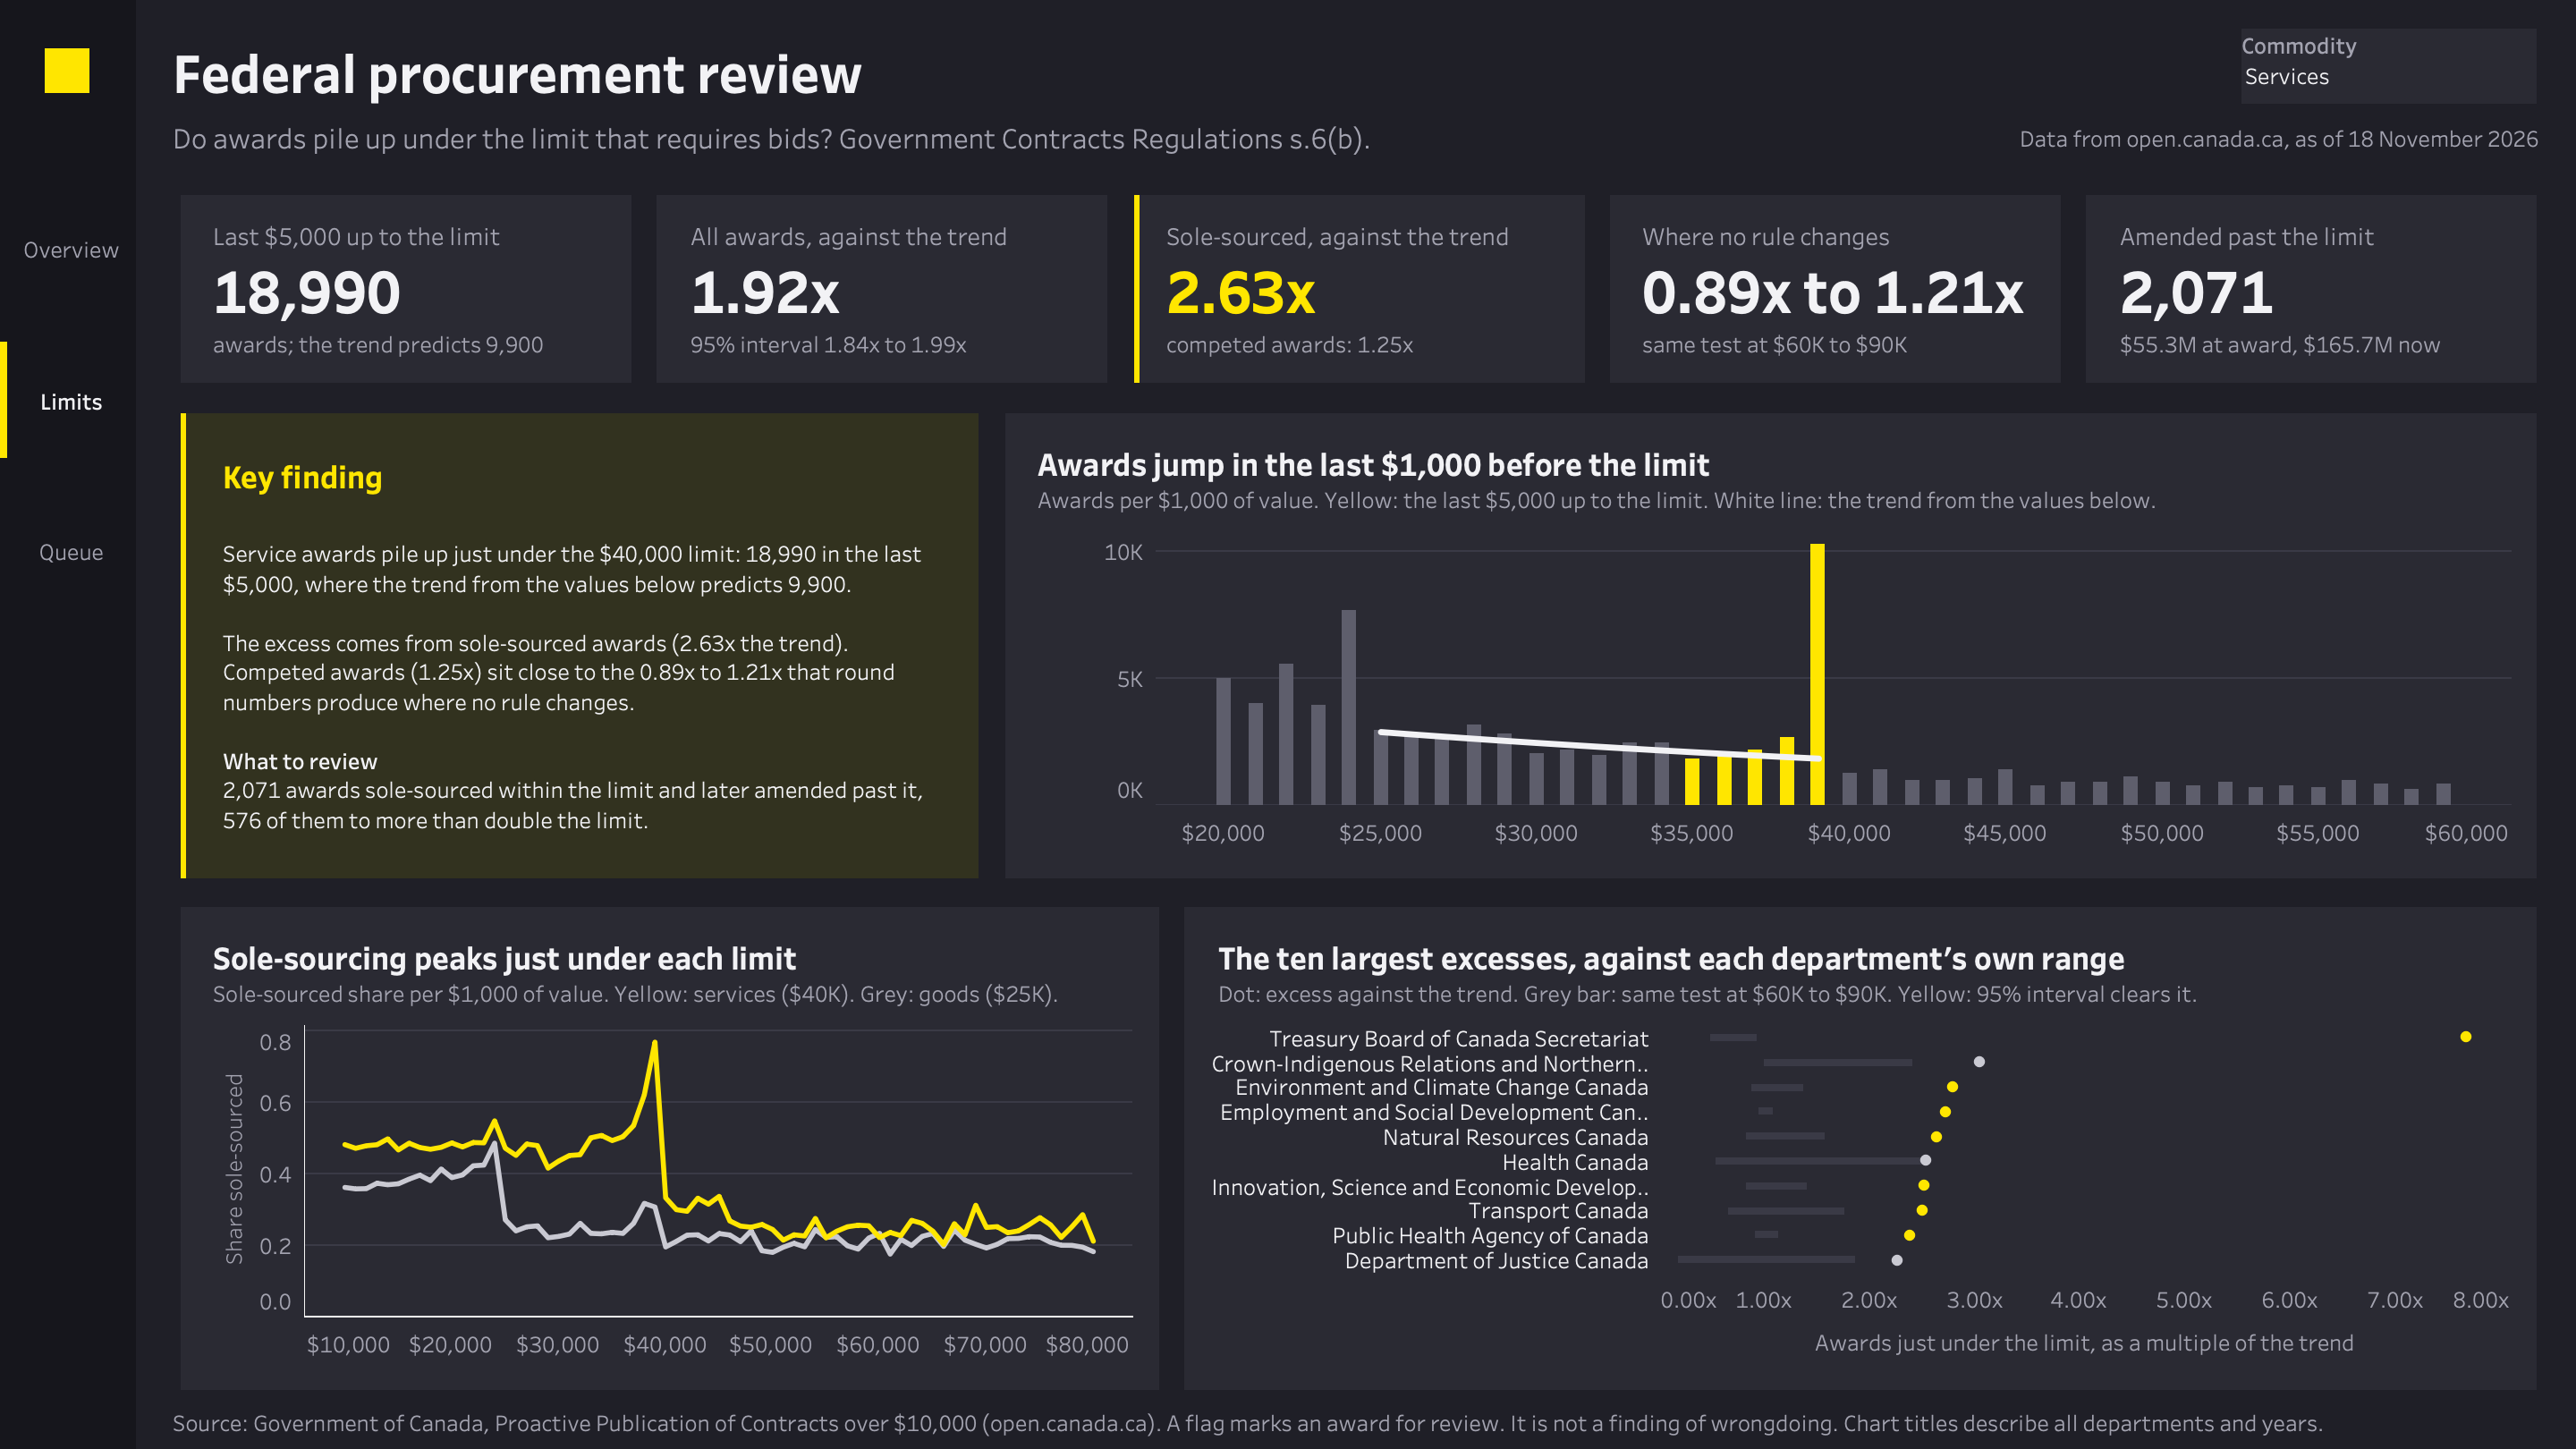 Federal procurement review
Do awards pile up under the limit that requires bids? Government Contracts Regulations s.6(b).
Commodity
Services
Data from open.canada.ca, as of 18 November 2026
Overview
Limits
Queue
Last $5,000 up to the limit
18,990
awards; the trend predicts 9,900
All awards, against the trend
1.92x
95% interval 1.84x to 1.99x
Sole-sourced, against the trend
2.63x
competed awards: 1.25x
Where no rule changes
0.89x to 1.21x
same test at $60K to $90K
Amended past the limit
2,071
$55.3M at award, $165.7M now
Key finding
Service awards pile up just under the $40,000 limit: 18,990 in the last
$5,000, where the trend from the values below predicts 9,900.
The excess comes from sole-sourced awards (2.63x the trend).
Competed awards (1.25x) sit close to the 0.89x to 1.21x that round
numbers produce where no rule changes.
What to review
2,071 awards sole-sourced within the limit and later amended past it,
576 of them to more than double the limit.
Awards jump in the last $1,000 before the limit
Awards per $1,000 of value. Yellow: the last $5,000 up to the limit. White line: the trend from the values below.
10K
5K
0K
$20,000 $25,000 $30,000 $35,000 $40,000 $45,000 $50,000 $55,000 $60,000
Sole-sourcing peaks just under each limit
Sole-sourced share per $1,000 of value. Yellow: services ($40K). Grey: goods ($25K).
Share sole-sourced
0.8
0.6
0.4
0.2
0.0
$10,000 $20,000 $30,000 $40,000 $50,000 $60,000 $70,000 $80,000
The ten largest excesses, against each department's own range
Dot: excess against the trend. Grey bar: same test at $60K to $90K. Yellow: 95% interval clears it.
Treasury Board of Canada Secretariat
Crown-Indigenous Relations and Northern..
Environment and Climate Change Canada
Employment and Social Development Can..
Natural Resources Canada
Health Canada
Innovation, Science and Economic Develop..
Transport Canada
Public Health Agency of Canada
Department of Justice Canada
0.00x 1.00x 2.00x 3.00x 4.00x 5.00x 6.00x 7.00x 8.00x
Awards just under the limit, as a multiple of the trend
Source: Government of Canada, Proactive Publication of Contracts over $10,000 (open.canada.ca). A flag marks an award for review. It is not a finding of wrongdoing. Chart titles describe all departments and years.